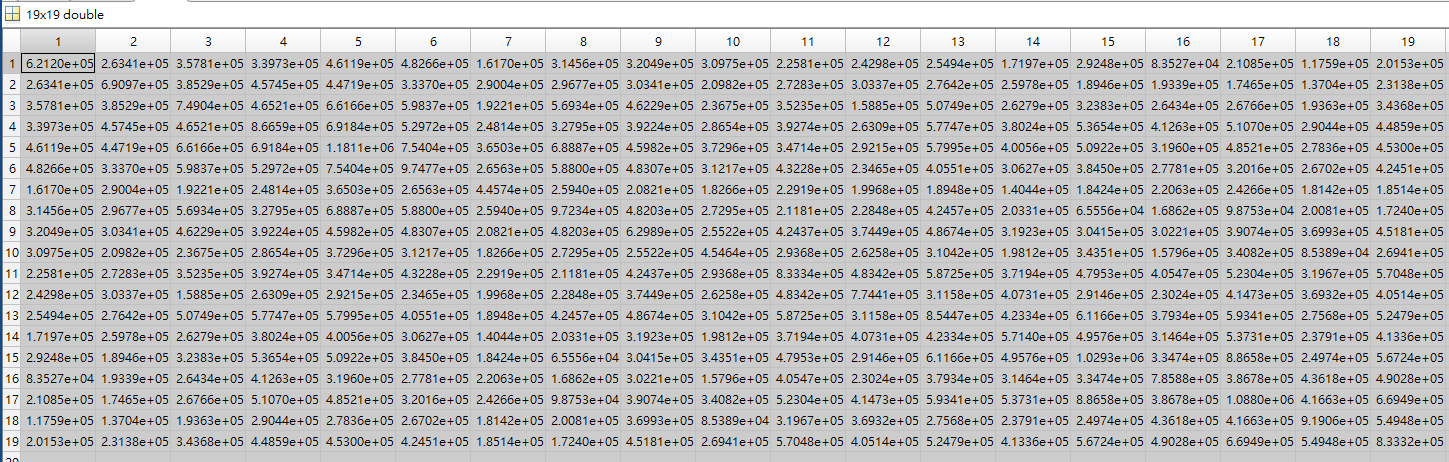 19x19 double
1 2 3 4 5 6 7 8 9 10 11 12 13 14 15 16 17 18 19
1 6.2120e+05 2.6341e+05 3.5781e+05 3.3973e+05 4.6119e+05 4.8266e+05 1.6170e+05 3.1456e+05 3.2049e+05 3.0975e+05 2.2581e+05 2.4298e+05 2.5494e+05 1.7197e+05 2.9248e+05 8.3527e+04 2.1085e+05 1.1759e+05 2.0153e+05
2 2.6341e+05 6.9097e+05 3.8529e+05 4.5745e+05 4.4719e+05 3.3370e+05 2.9004e+05 2.9677e+05 3.0341e+05 2.0982e+05 2.7283e+05 3.0337e+05 2.7642e+05 2.5978e+05 1.8946e+05 1.9339e+05 1.7465e+05 1.3704e+05 2.3138e+05
3 3.5781e+05 3.8529e+05 7.4904e+05 4.6521e+05 6.6166e+05 5.9837e+05 1.9221e+05 5.6934e+05 4.6229e+05 2.3675e+05 3.5235e+05 1.5885e+05 5.0749e+05 2.6279e+05 3.2383e+05 2.6434e+05 2.6766e+05 1.9363e+05 3.4368e+05
4 3.3973e+05 4.5745e+05 4.6521e+05 8.6659e+05 6.9184e+05 5.2972e+05 2.4814e+05 3.2795e+05 3.9224e+05 2.8654e+05 3.9274e+05 2.6309e+05 5.7747e+05 3.8024e+05 5.3654e+05 4.1263e+05 5.1070e+05 2.9044e+05 4.4859e+05
5 4.6119e+05 4.4719e+05 6.6166e+05 6.9184e+05 1.1811e+06 7.5404e+05 3.6503e+05 6.8887e+05 4.5982e+05 3.7296e+05 3.4714e+05 2.9215e+05 5.7995e+05 4.0056e+05 5.0922e+05 3.1960e+05 4.8521e+05 2.7836e+05 4.5300e+05
6 4.8266e+05 3.3370e+05 5.9837e+05 5.2972e+05 7.5404e+05 9.7477e+05 2.6563e+05 5.8800e+05 4.8307e+05 3.1217e+05 4.3228e+05 2.3465e+05 4.0551e+05 3.0627e+05 3.8450e+05 2.7781e+05 3.2016e+05 2.6702e+05 4.2451e+05
7 1.6170e+05 2.9004e+05 1.9221e+05 2.4814e+05 3.6503e+05 2.6563e+05 4.4574e+05 2.5940e+05 2.0821e+05 1.8266e+05 2.2919e+05 1.9968e+05 1.8948e+05 1.4044e+05 1.8424e+05 2.2063e+05 2.4266e+05 1.8142e+05 1.8514e+05
8 3.1456e+05 2.9677e+05 5.6934e+05 3.2795e+05 6.8887e+05 5.8800e+05 2.5940e+05 9.7234e+05 4.8203e+05 2.7295e+05 2.1181e+05 2.2848e+05 4.2457e+05 2.0331e+05 6.5556e+04 1.6862e+05 9.8753e+04 2.0081e+05 1.7240e+05
9 3.2049e+05 3.0341e+05 4.6229e+05 3.9224e+05 4.5982e+05 4.8307e+05 2.0821e+05 4.8203e+05 6.2989e+05 2.5522e+05 4.2437e+05 3.7449e+05 4.8674e+05 3.1923e+05 3.0415e+05 3.0221e+05 3.9074e+05 3.6993e+05 4.5181e+05
10 3.0975e+05 2.0982e+05 2.3675e+05 2.8654e+05 3.7296e+05 3.1217e+05 1.8266e+05 2.7295e+05 2.5522e+05 4.5464e+05 2.9368e+05 2.6258e+05 3.1042e+05 1.9812e+05 3.4351e+05 1.5796e+05 3.4082e+05 8.5389e+04 2.6941e+05
11 2.2581e+05 2.7283e+05 3.5235e+05 3.9274e+05 3.4714e+05 4.3228e+05 2.2919e+05 2.1181e+05 4.2437e+05 2.9368e+05 8.3334e+05 4.8342e+05 5.8725e+05 3.7194e+05 4.7953e+05 4.0547e+05 5.2304e+05 3.1967e+05 5.7048e+05
12 2.4298e+05 3.0337e+05 1.5885e+05 2.6309e+05 2.9215e+05 2.3465e+05 1.9968e+05 2.2848e+05 3.7449e+05 2.6258e+05 4.8342e+05 7.7441e+05 3.1158e+05 4.0731e+05 2.9146e+05 2.3024e+05 4.1473e+05 3.6932e+05 4.0514e+05
13 2.5494e+05 2.7642e+05 5.0749e+05 5.7747e+05 5.7995e+05 4.0551e+05 1.8948e+05 4.2457e+05 4.8674e+05 3.1042e+05 5.8725e+05 3.1158e+05 8.5447e+05 4.2334e+05 6.1166e+05 3.7934e+05 5.9341e+05 2.7568e+05 5.2479e+05
14 1.7197e+05 2.5978e+05 2.6279e+05 3.8024e+05 4.0056e+05 3.0627e+05 1.4044e+05 2.0331e+05 3.1923e+05 1.9812e+05 3.7194e+05 4.0731e+05 4.2334e+05 5.7140e+05 4.9576e+05 3.1464e+05 5.3731e+05 2.3791e+05 4.1336e+05
15 2.9248e+05 1.8946e+05 3.2383e+05 5.3654e+05 5.0922e+05 3.8450e+05 1.8424e+05 6.5556e+04 3.0415e+05 3.4351e+05 4.7953e+05 2.9146e+05 6.1166e+05 4.9576e+05 1.0293e+06 3.3474e+05 8.8658e+05 2.4974e+05 5.6724e+05
16 8.3527e+04 1.9339e+05 2.6434e+05 4.1263e+05 3.1960e+05 2.7781e+05 2.2063e+05 1.6862e+05 3.0221e+05 1.5796e+05 4.0547e+05 2.3024e+05 3.7934e+05 3.1464e+05 3.3474e+05 7.8588e+05 3.8678e+05 4.3618e+05 4.9028e+05
17 2.1085e+05 1.7465e+05 2.6766e+05 5.1070e+05 4.8521e+05 3.2016e+05 2.4266e+05 9.8753e+04 3.9074e+05 3.4082e+05 5.2304e+05 4.1473e+05 5.9341e+05 5.3731e+05 8.8658e+05 3.8678e+05 1.0880e+06 4.1663e+05 6.6949e+05
18 1.1759e+05 1.3704e+05 1.9363e+05 2.9044e+05 2.7836e+05 2.6702e+05 1.8142e+05 2.0081e+05 3.6993e+05 8.5389e+04 3.1967e+05 3.6932e+05 2.7568e+05 2.3791e+05 2.4974e+05 4.3618e+05 4.1663e+05 9.1906e+05 5.4948e+05
19 2.0153e+05 2.3138e+05 3.4368e+05 4.4859e+05 4.5300e+05 4.2451e+05 1.8514e+05 1.7240e+05 4.5181e+05 2.6941e+05 5.7048e+05 4.0514e+05 5.2479e+05 4.1336e+05 5.6724e+05 4.9028e+05 6.6949e+05 5.4948e+05 8.3332e+05